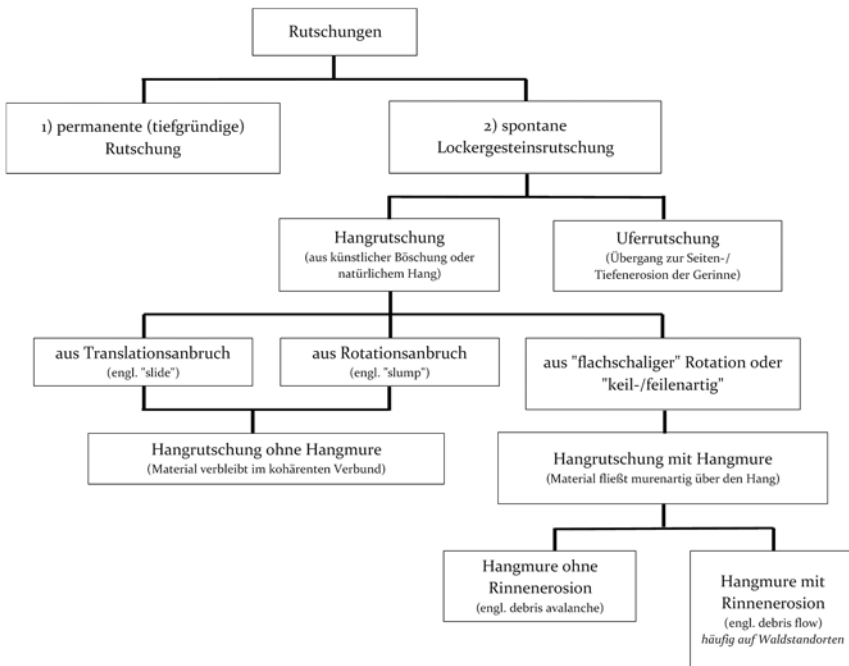 Rutschungen
1) permanente (tiefgründige)
Rutschung
2) spontane
Lockergesteinsrutschung
Hangrutschung
(aus künstlicher Böschung oder
natürlichem Hang)
Uferrutschung
(Übergang zur Seiten-/
Tiefenerosion der Gerinne)
aus Translationsanbruch
(engl. "slide")
aus Rotationsanbruch
(engl. "slump")
aus "flachschaliger" Rotation oder
"keil-/feilenartig"
Hangrutschung ohne Hangmure
(Material verbleibt im kohärenten Verbund)
Hangrutschung mit Hangmure
(Material fließt murenartig über den Hang)
Hangmure ohne
Rinnenerosion
(engl. debris avalanche)
Hangmure mit
Rinnenerosion
(engl. debris flow)
häufig auf Waldstandorten